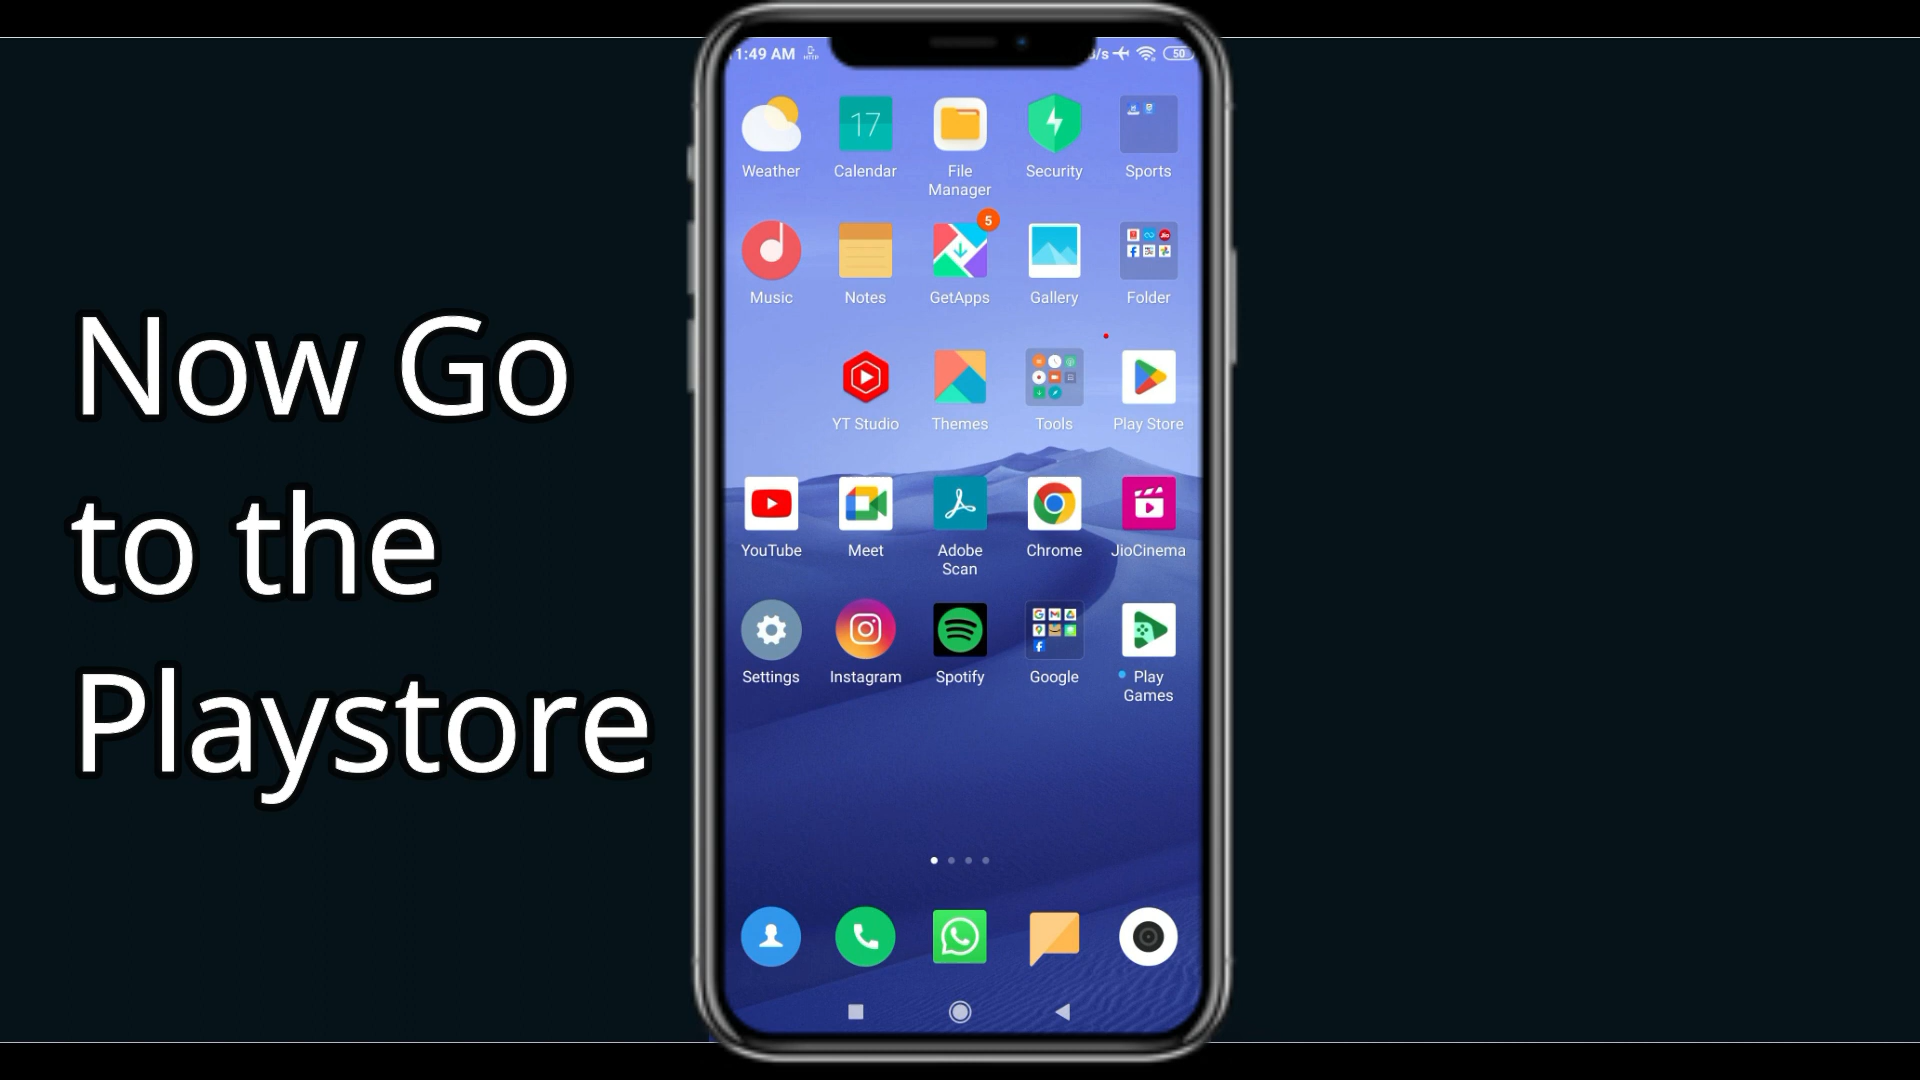 Now Go
to the
Playstore
1:49 AM
/s
50
Weather
Calendar
File
Manager
Security
Sports
17
Music
Notes
5
GetApps
Gallery
Folder
YT Studio
Themes
Tools
Play Store
YouTube
Meet
Adobe
Scan
Chrome
JioCinema
Settings
Instagram
Spotify
Google
Play
Games